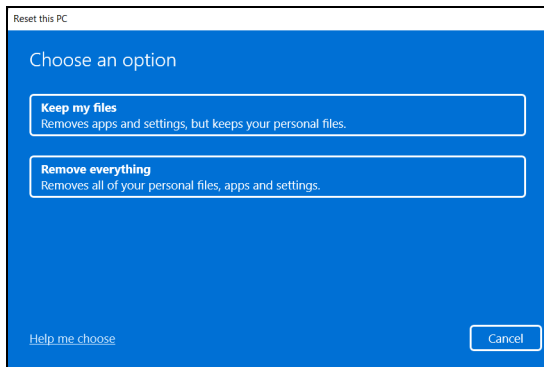 Reset this PC
Choose an option
Keep my files
Removes apps and settings, but keeps your personal files.
Remove everything
Removes all of your personal files, apps and settings.
Help me choose
Cancel